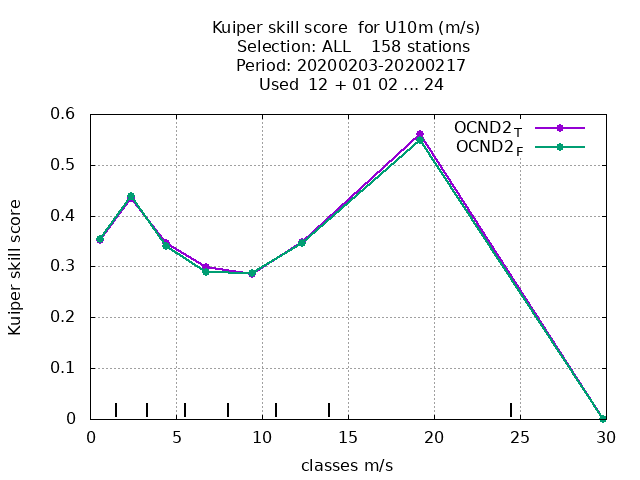 Kuiper skill score  for U10m (m/s)
Selection: ALL    158 stations
Period: 20200203-20200217
Used  12 + 01 02 ... 24
OCND2_T
OCND2_F
0.6
0.5
0.4
0.3
0.2
0.1
0
Kuiper skill score
0 5 10 15 20 25 30
classes m/s